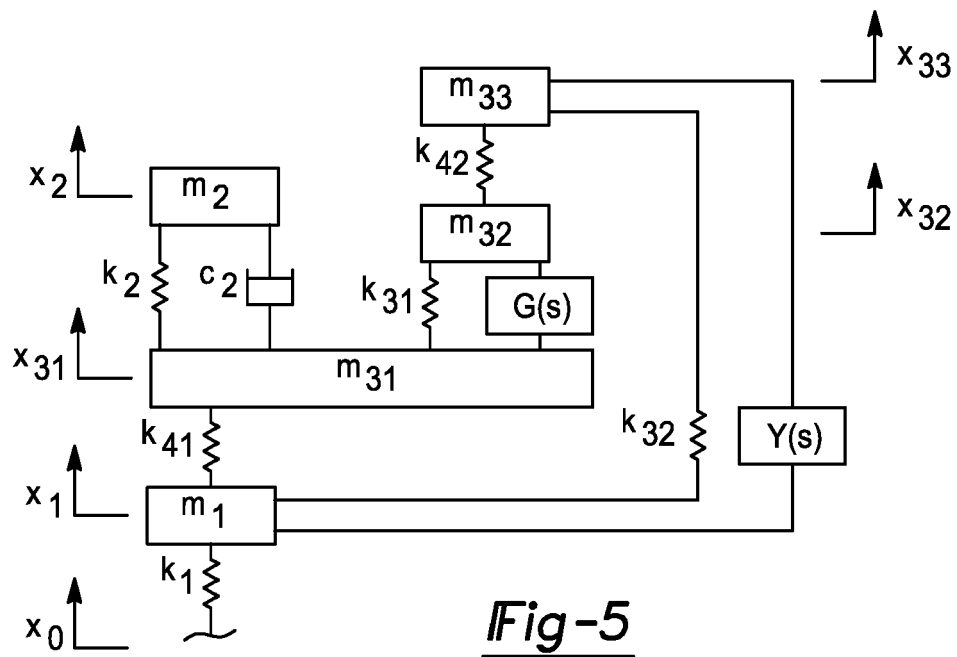 x33
m33
k42
x2
m2
x32
m32
k2
c2
k31
G(s)
x31
m31
k41
k32
Y(s)
x1
m1
k1
x0
Fig-5